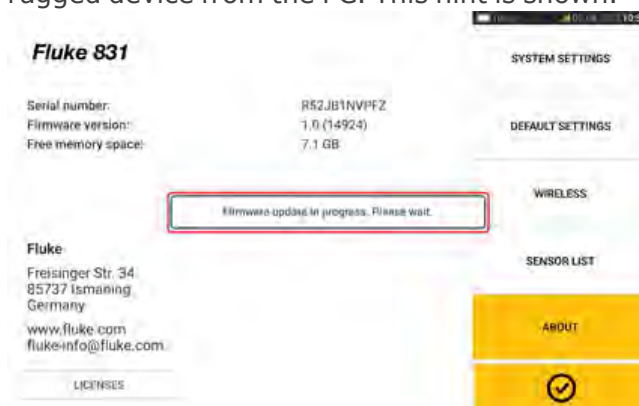 rugged device from the PC. This hint is shown:
Fluke 831
Serial number:
R52JB1NVPFZ
Firmware version:
1.0 (14924)
Free memory space:
7.1 GB
Firmware update in progress. Please wait.
Fluke
Freisinger Str. 34
85737 Ismaning
Germany
www.fluke.com
fluke-info@fluke.com
LICENSES
SYSTEM SETTINGS
DEFAULT SETTINGS
WIRELESS
SENSOR LIST
ABOUT